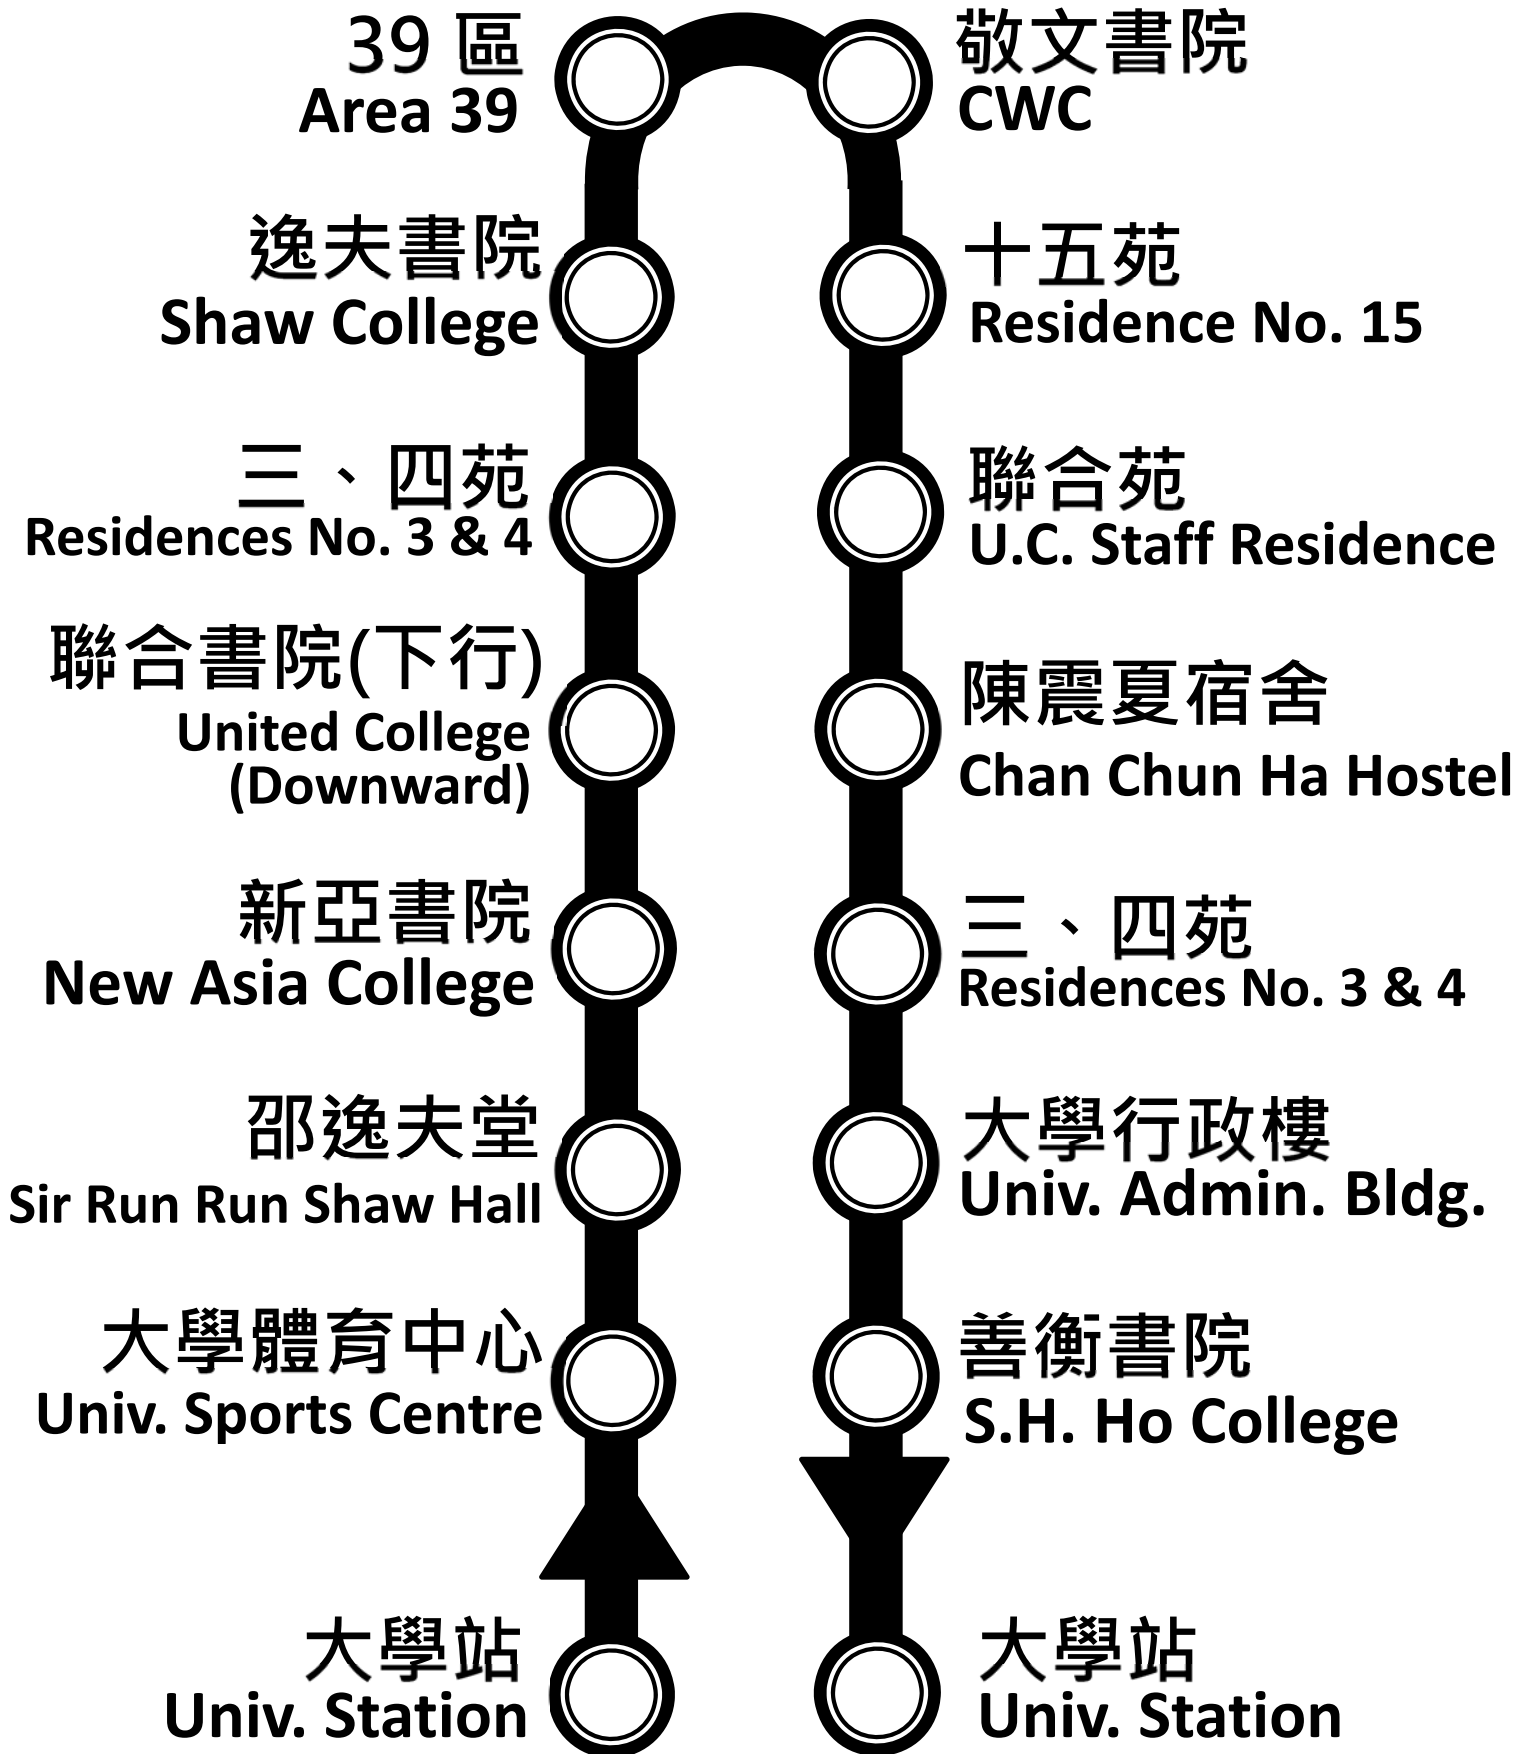 39 區
Area 39
逸夫書院
Shaw College
三、四苑
Residences No. 3 & 4
聯合書院(下行)
United College
(Downward)
新亞書院
New Asia College
邵逸夫堂
Sir Run Run Shaw Hall
大學體育中心
Univ. Sports Centre
大學站
Univ. Station
敬文書院
CWC
十五苑
Residence No. 15
聯合苑
U.C. Staff Residence
陳震夏宿舍
Chan Chun Ha Hostel
三、四苑
Residences No. 3 & 4
大學行政樓
Univ. Admin. Bldg.
善衡書院
S.H. Ho College
大學站
Univ. Station